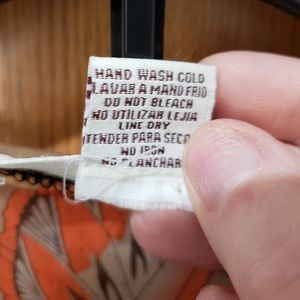 HAND WASH COLD
LAVAR A MANO FRIO
DO NOT BLEACH
NO UTILIZAR LEJIA
LINE DRY
TENDER PARA SECA
NO IRON
NO PLANCHAR